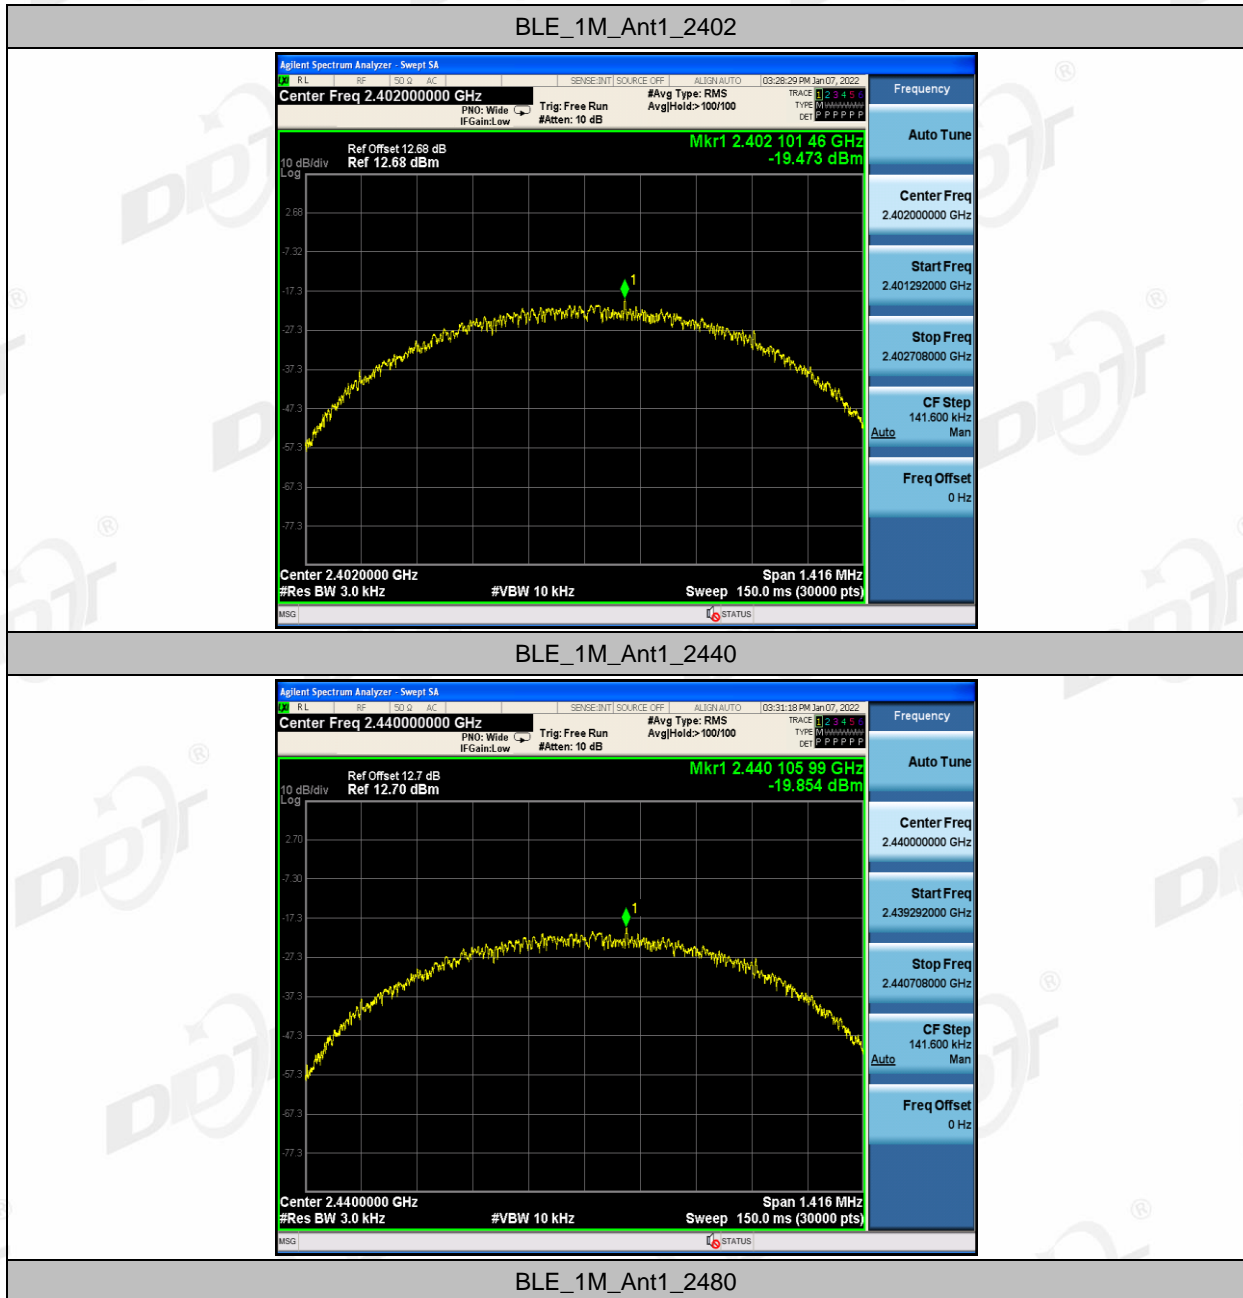 BLE_1M_Ant1_2402
Agilent Spectrum Analyzer - Swept SA
RL RF 50 Ω AC SENSE:INT SOURCE OFF ALIGN AUTO 03:28:29 PM Jan 07, 2022
Center Freq 2.402000000 GHz
PNO: Wide
IFGain:Low
Trig: Free Run
#Atten: 10 dB
#Avg Type: RMS
Avg|Hold:>100/100
TRACE 1 2 3 4 5 6
TYPE M
DET P P P P P P
Ref Offset 12.68 dB
10 dB/div Ref 12.68 dBm
Log
Mkr1 2.402 101 46 GHz
-19.473 dBm
2.68
-7.32
-17.3
-27.3
-37.3
-47.3
-57.3
-67.3
-77.3
1
Center 2.4020000 GHz Span 1.416 MHz
#Res BW 3.0 kHz #VBW 10 kHz Sweep 150.0 ms (30000 pts)
MSG STATUS
Frequency
Auto Tune
Center Freq
2.402000000 GHz
Start Freq
2.401292000 GHz
Stop Freq
2.402708000 GHz
CF Step
141.600 kHz
Auto Man
Freq Offset
0 Hz
BLE_1M_Ant1_2440
Agilent Spectrum Analyzer - Swept SA
RL RF 50 Ω AC SENSE:INT SOURCE OFF ALIGN AUTO 03:31:18 PM Jan 07, 2022
Center Freq 2.440000000 GHz
PNO: Wide
IFGain:Low
Trig: Free Run
#Atten: 10 dB
#Avg Type: RMS
Avg|Hold:>100/100
TRACE 1 2 3 4 5 6
TYPE M
DET P P P P P P
Ref Offset 12.7 dB
10 dB/div Ref 12.70 dBm
Log
Mkr1 2.440 105 99 GHz
-19.854 dBm
2.70
-7.30
-17.3
-27.3
-37.3
-47.3
-57.3
-67.3
-77.3
1
Center 2.4400000 GHz Span 1.416 MHz
#Res BW 3.0 kHz #VBW 10 kHz Sweep 150.0 ms (30000 pts)
MSG STATUS
Frequency
Auto Tune
Center Freq
2.440000000 GHz
Start Freq
2.439292000 GHz
Stop Freq
2.440708000 GHz
CF Step
141.600 kHz
Auto Man
Freq Offset
0 Hz
BLE_1M_Ant1_2480